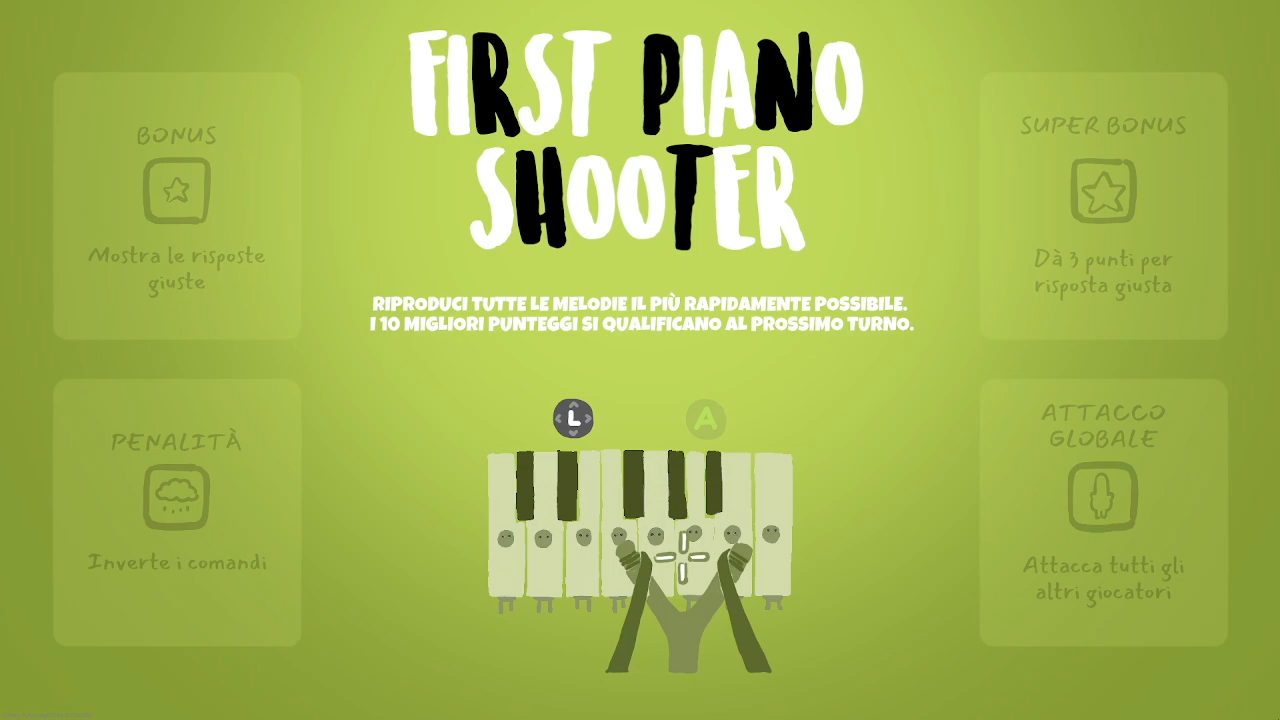 FIRST PIANO
SHOOTER
BONUS
Mostra le risposte
giuste
SUPER BONUS
Dà 3 punti per
risposta giusta
RIPRODUCI TUTTE LE MELODIE IL PIÙ RAPIDAMENTE POSSIBILE.
I 10 MIGLIORI PUNTEGGI SI QUALIFICANO AL PROSSIMO TURNO.
L
A
PENALITÀ
Inverte i comandi
ATTACCO
GLOBALE
Attacca tutti gli
altri giocatori